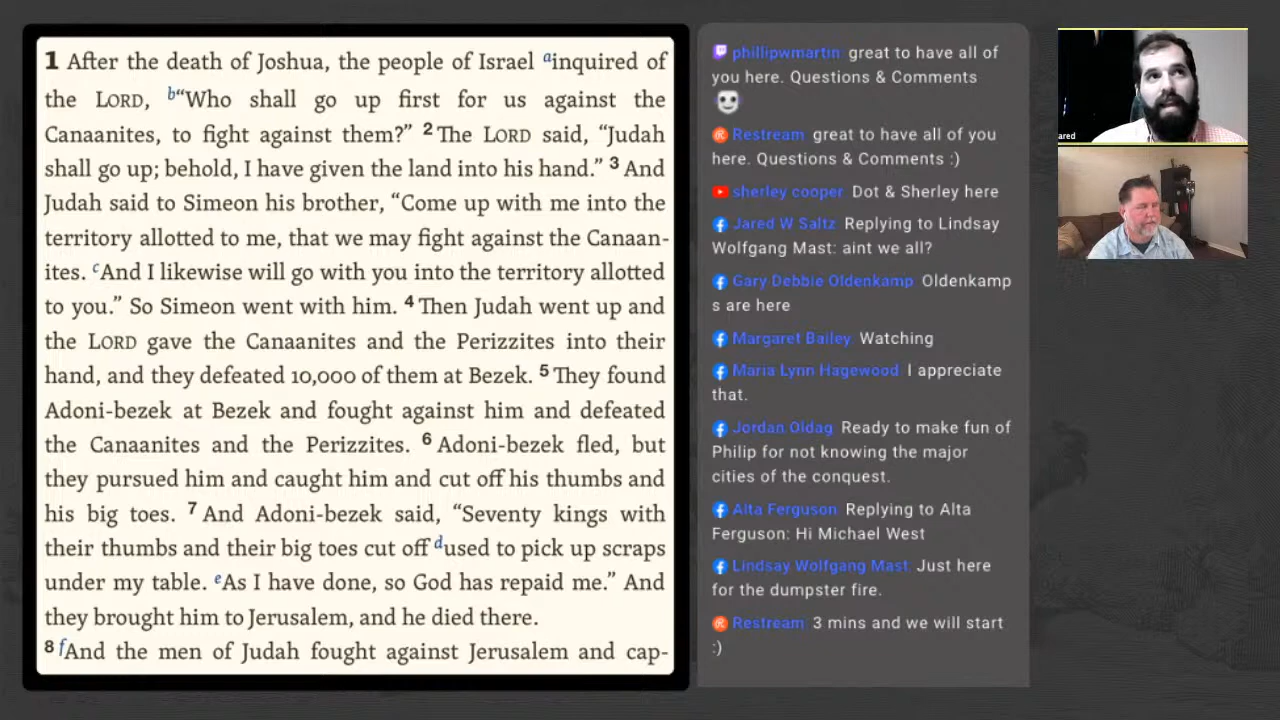 1 After the death of Joshua, the people of Israel a inquired of
the LORD, b “Who shall go up first for us against the
Canaanites, to fight against them?” 2 The LORD said, “Judah
shall go up; behold, I have given the land into his hand.” 3 And
Judah said to Simeon his brother, “Come up with me into the
territory allotted to me, that we may fight against the Canaan-
ites. c And I likewise will go with you into the territory allotted
to you.” So Simeon went with him. 4 Then Judah went up and
the LORD gave the Canaanites and the Perizzites into their
hand, and they defeated 10,000 of them at Bezek. 5 They found
Adoni-bezek at Bezek and fought against him and defeated
the Canaanites and the Perizzites. 6 Adoni-bezek fled, but
they pursued him and caught him and cut off his thumbs and
his big toes. 7 And Adoni-bezek said, “Seventy kings with
their thumbs and their big toes cut off d used to pick up scraps
under my table. e As I have done, so God has repaid me.” And
they brought him to Jerusalem, and he died there.
8 f And the men of Judah fought against Jerusalem and cap-
phillipwmartin great to have all of
you here. Questions & Comments
Restream great to have all of you
here. Questions & Comments :)
sherley cooper Dot & Sherley here
Jared W Saltz Replying to Lindsay
Wolfgang Mast: aint we all?
Gary Debbie Oldenkamp Oldenkamp
s are here
Margaret Bailey Watching
Maria Lynn Hagewood I appreciate
that.
Jordan Oldag Ready to make fun of
Philip for not knowing the major
cities of the conquest.
Alta Ferguson Replying to Alta
Ferguson: Hi Michael West
Lindsay Wolfgang Mast Just here
for the dumpster fire.
Restream 3 mins and we will start
:)
ared